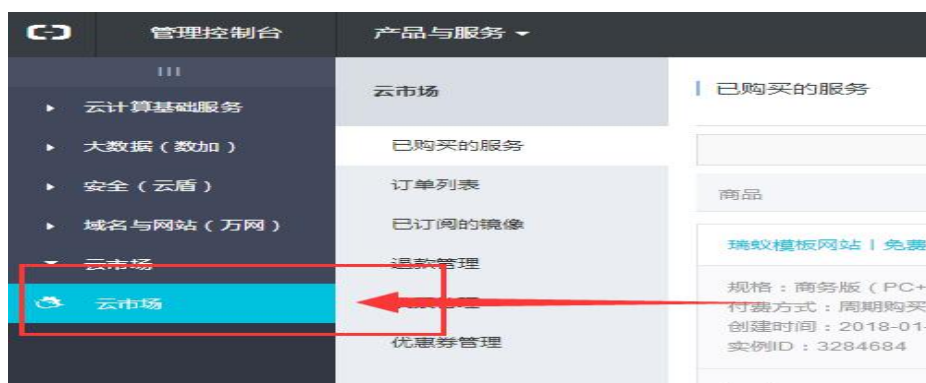 管理控制台
产品与服务
云计算基础服务
大数据（数加）
安全（云盾）
域名与网站（万网）
云市场
云市场
云市场
已购买的服务
订单列表
已订阅的镜像
退款管理
管理
优惠券管理
已购买的服务
商品
瑞蚁模板网站丨免费
规格：商务版（PC+
付费方式：周期购买
创建时间：2018-01-
实例ID：3284684